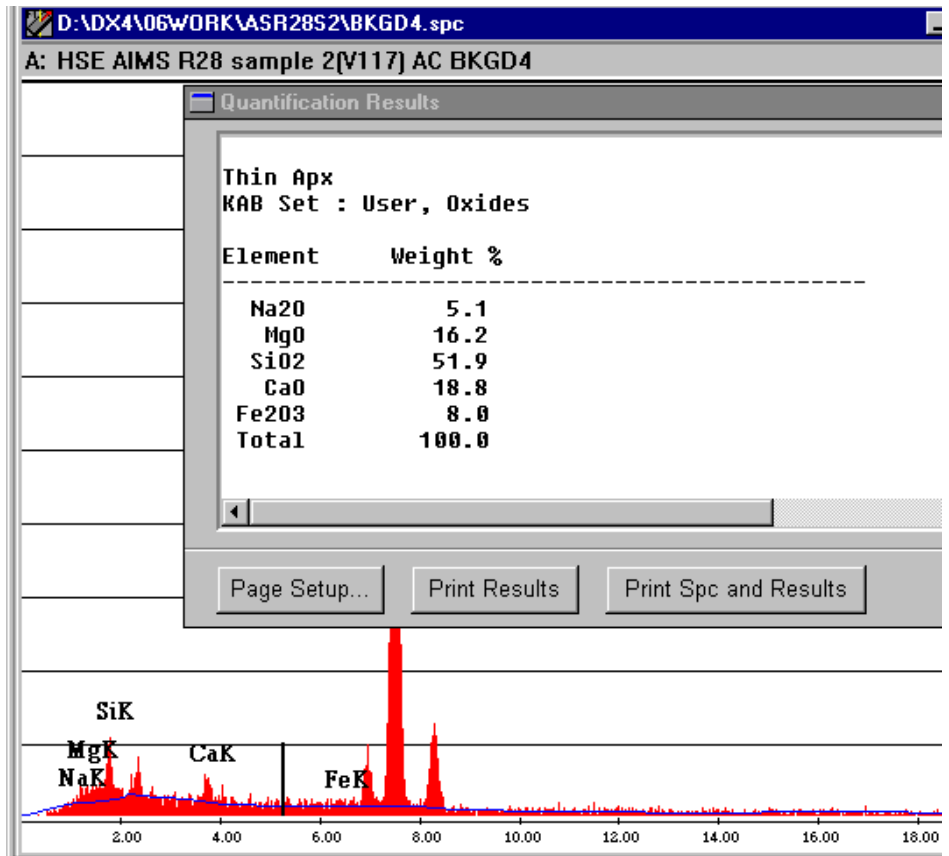 D:\DX4\06WORK\ASR28S2\BKGD4.spc
A: HSE AIMS R28 sample 2(V117) AC BKGD4
Quantification Results
Thin Apx
KAB Set : User, Oxides
Element Weight %
Na2O 5.1
MgO 16.2
SiO2 51.9
CaO 18.8
Fe2O3 8.0
Total 100.0
Page Setup... Print Results Print Spc and Results
SiK
MgK CaK
NaK FeK
2.00 4.00 6.00 8.00 10.00 12.00 14.00 16.00 18.00